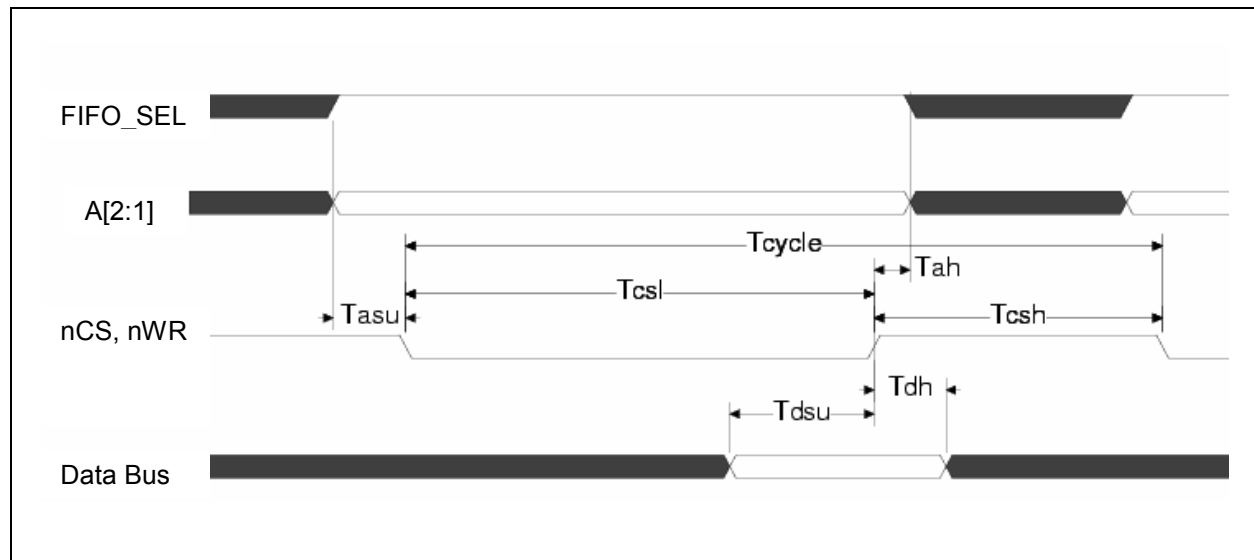 FIFO_SEL
A[2:1]
Tcycle
Tah
Tcsl
Tasu
Tcsh
nCS, nWR
Tdh
Tdsu
Data Bus